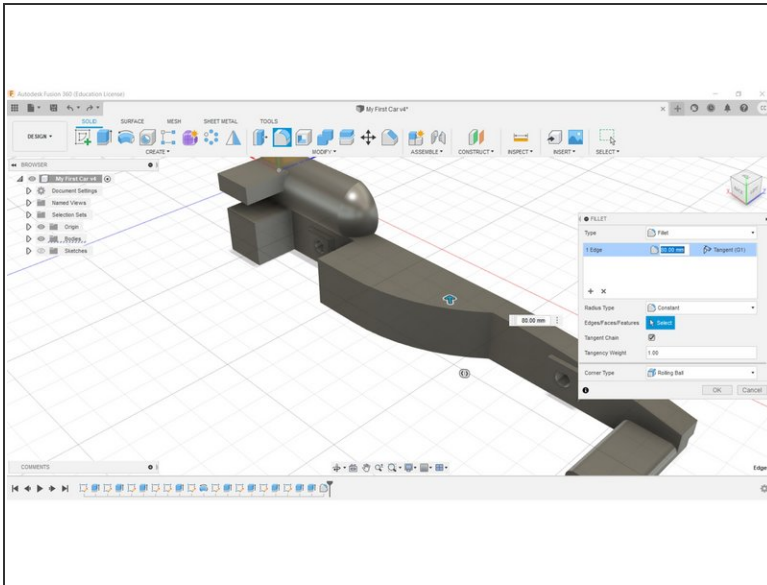 Autodesk Fusion 360 (Education License)
My First Car v4*
SOLID SURFACE MESH SHEET METAL TOOLS
DESIGN
CREATE MODIFY ASSEMBLE CONSTRUCT INSPECT INSERT SELECT
BROWSER
My First Car v4
Document Settings
Named Views
Selection Sets
Origin
Bodies
Sketches
FILLET
Type Fillet
1 Edge 80.00 mm Tangent (G1)
80.00 mm
Radius Type Constant
Edges/Faces/Features Select
Tangent Chain
Tangency Weight 1.00
Corner Type Rolling Ball
OK Cancel
COMMENTS
Edge